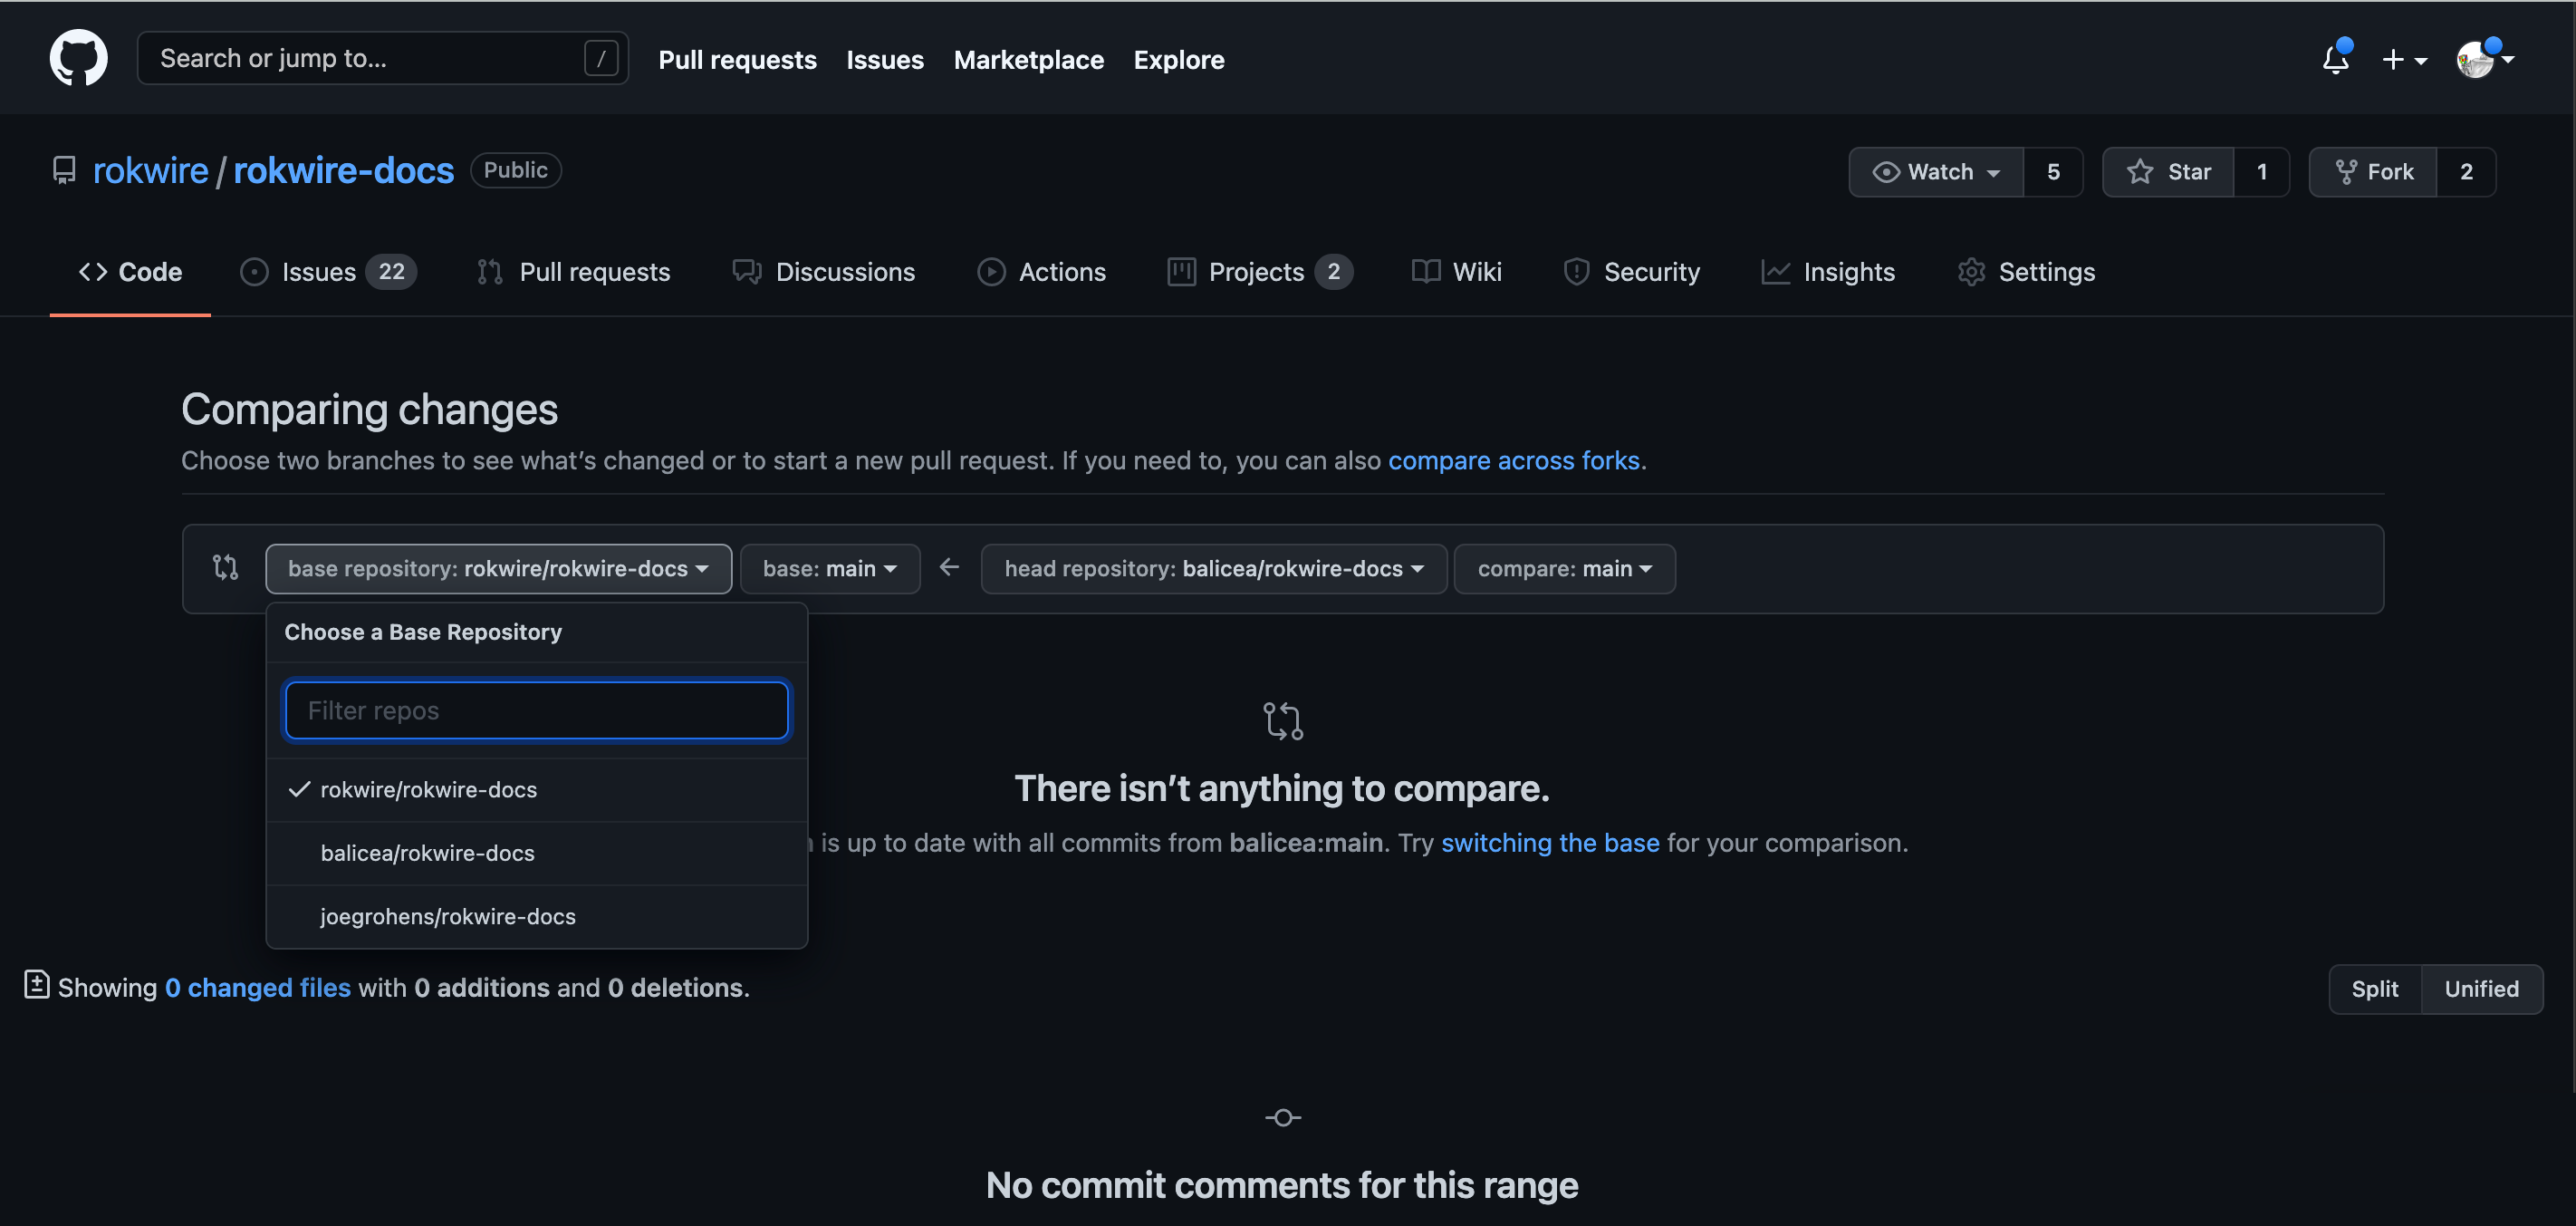 Search or jump to... /
Pull requests Issues Marketplace Explore
rokwire / rokwire-docs Public
Watch 5 Star 1 Fork 2
Code Issues 22 Pull requests Discussions Actions Projects 2 Wiki Security Insights Settings
Comparing changes
Choose two branches to see what’s changed or to start a new pull request. If you need to, you can also compare across forks.
base repository: rokwire/rokwire-docs base: main ← head repository: balicea/rokwire-docs compare: main
Choose a Base Repository
Filter repos
rokwire/rokwire-docs
balicea/rokwire-docs
joegrohens/rokwire-docs
There isn’t anything to compare.
is up to date with all commits from balicea:main. Try switching the base for your comparison.
Showing 0 changed files with 0 additions and 0 deletions.
Split Unified
No commit comments for this range